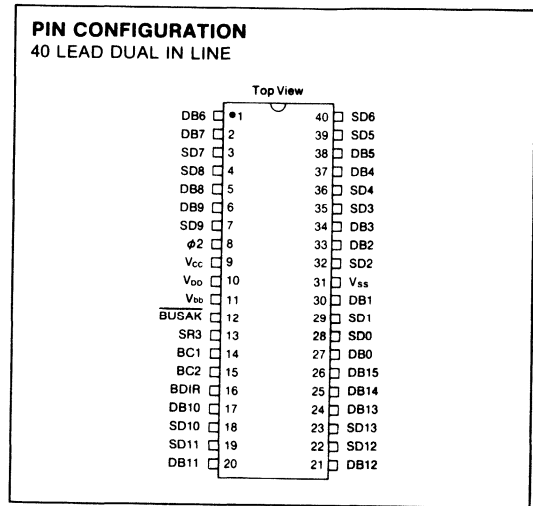 PIN CONFIGURATION
40 LEAD DUAL IN LINE
Top View
DB6 1 40 SD6
DB7 2 39 SD5
SD7 3 38 DB5
SD8 4 37 DB4
DB8 5 36 SD4
DB9 6 35 SD3
SD9 7 34 DB3
ϕ2 8 33 DB2
Vcc 9 32 SD2
VDD 10 31 Vss
Vbb 11 30 DB1
BUSAK 12 29 SD1
SR3 13 28 SD0
BC1 14 27 DB0
BC2 15 26 DB15
BDIR 16 25 DB14
DB10 17 24 DB13
SD10 18 23 SD13
SD11 19 22 SD12
DB11 20 21 DB12